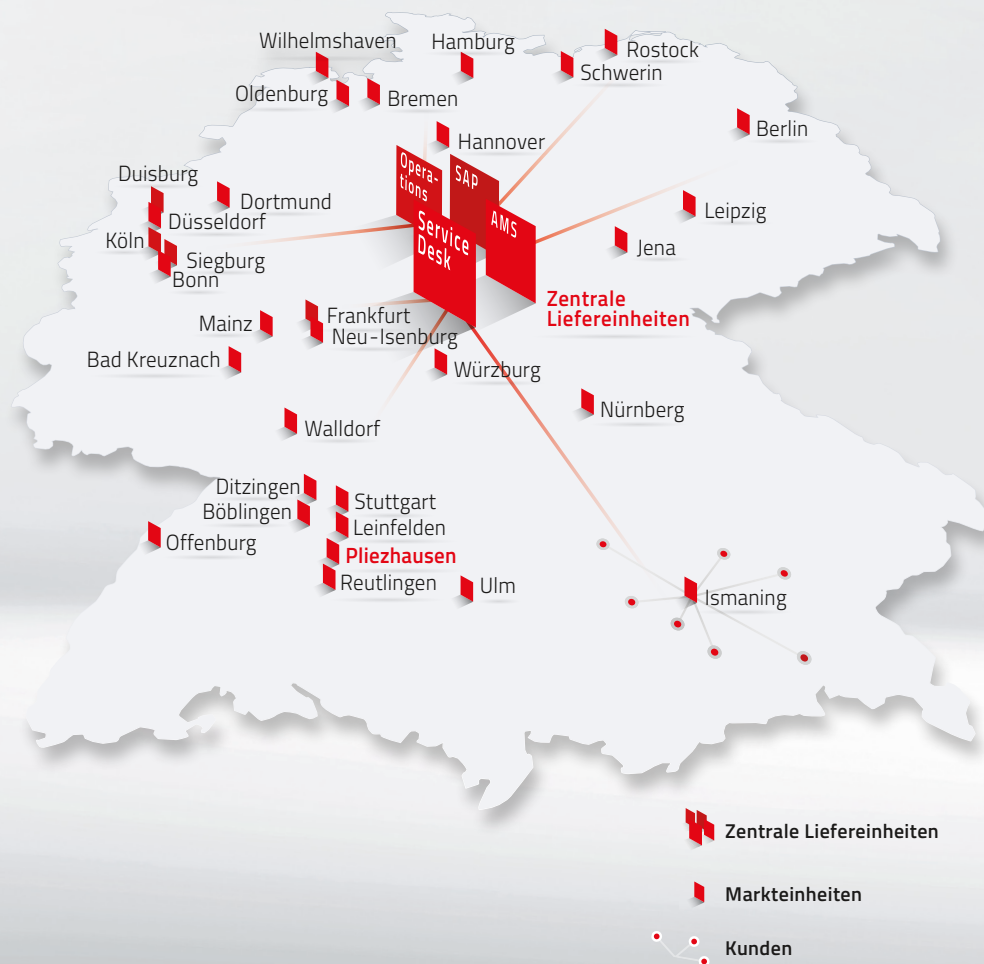 Wilhelmshaven
Hamburg
Rostock
Schwerin
Oldenburg
Bremen
Berlin
Hannover
Opera-
tions
SAP
Duisburg
Dortmund
Leipzig
AMS
Service
Desk
Düsseldorf
Köln
Jena
Siegburg
Bonn
Zentrale
Liefereinheiten
Frankfurt
Mainz
Neu-Isenburg
Bad Kreuznach
Würzburg
Nürnberg
Walldorf
Ditzingen
Stuttgart
Böblingen
Leinfelden
Offenburg
Pliezhausen
Reutlingen
Ulm
Ismaning
Zentrale Liefereinheiten
Markteinheiten
Kunden